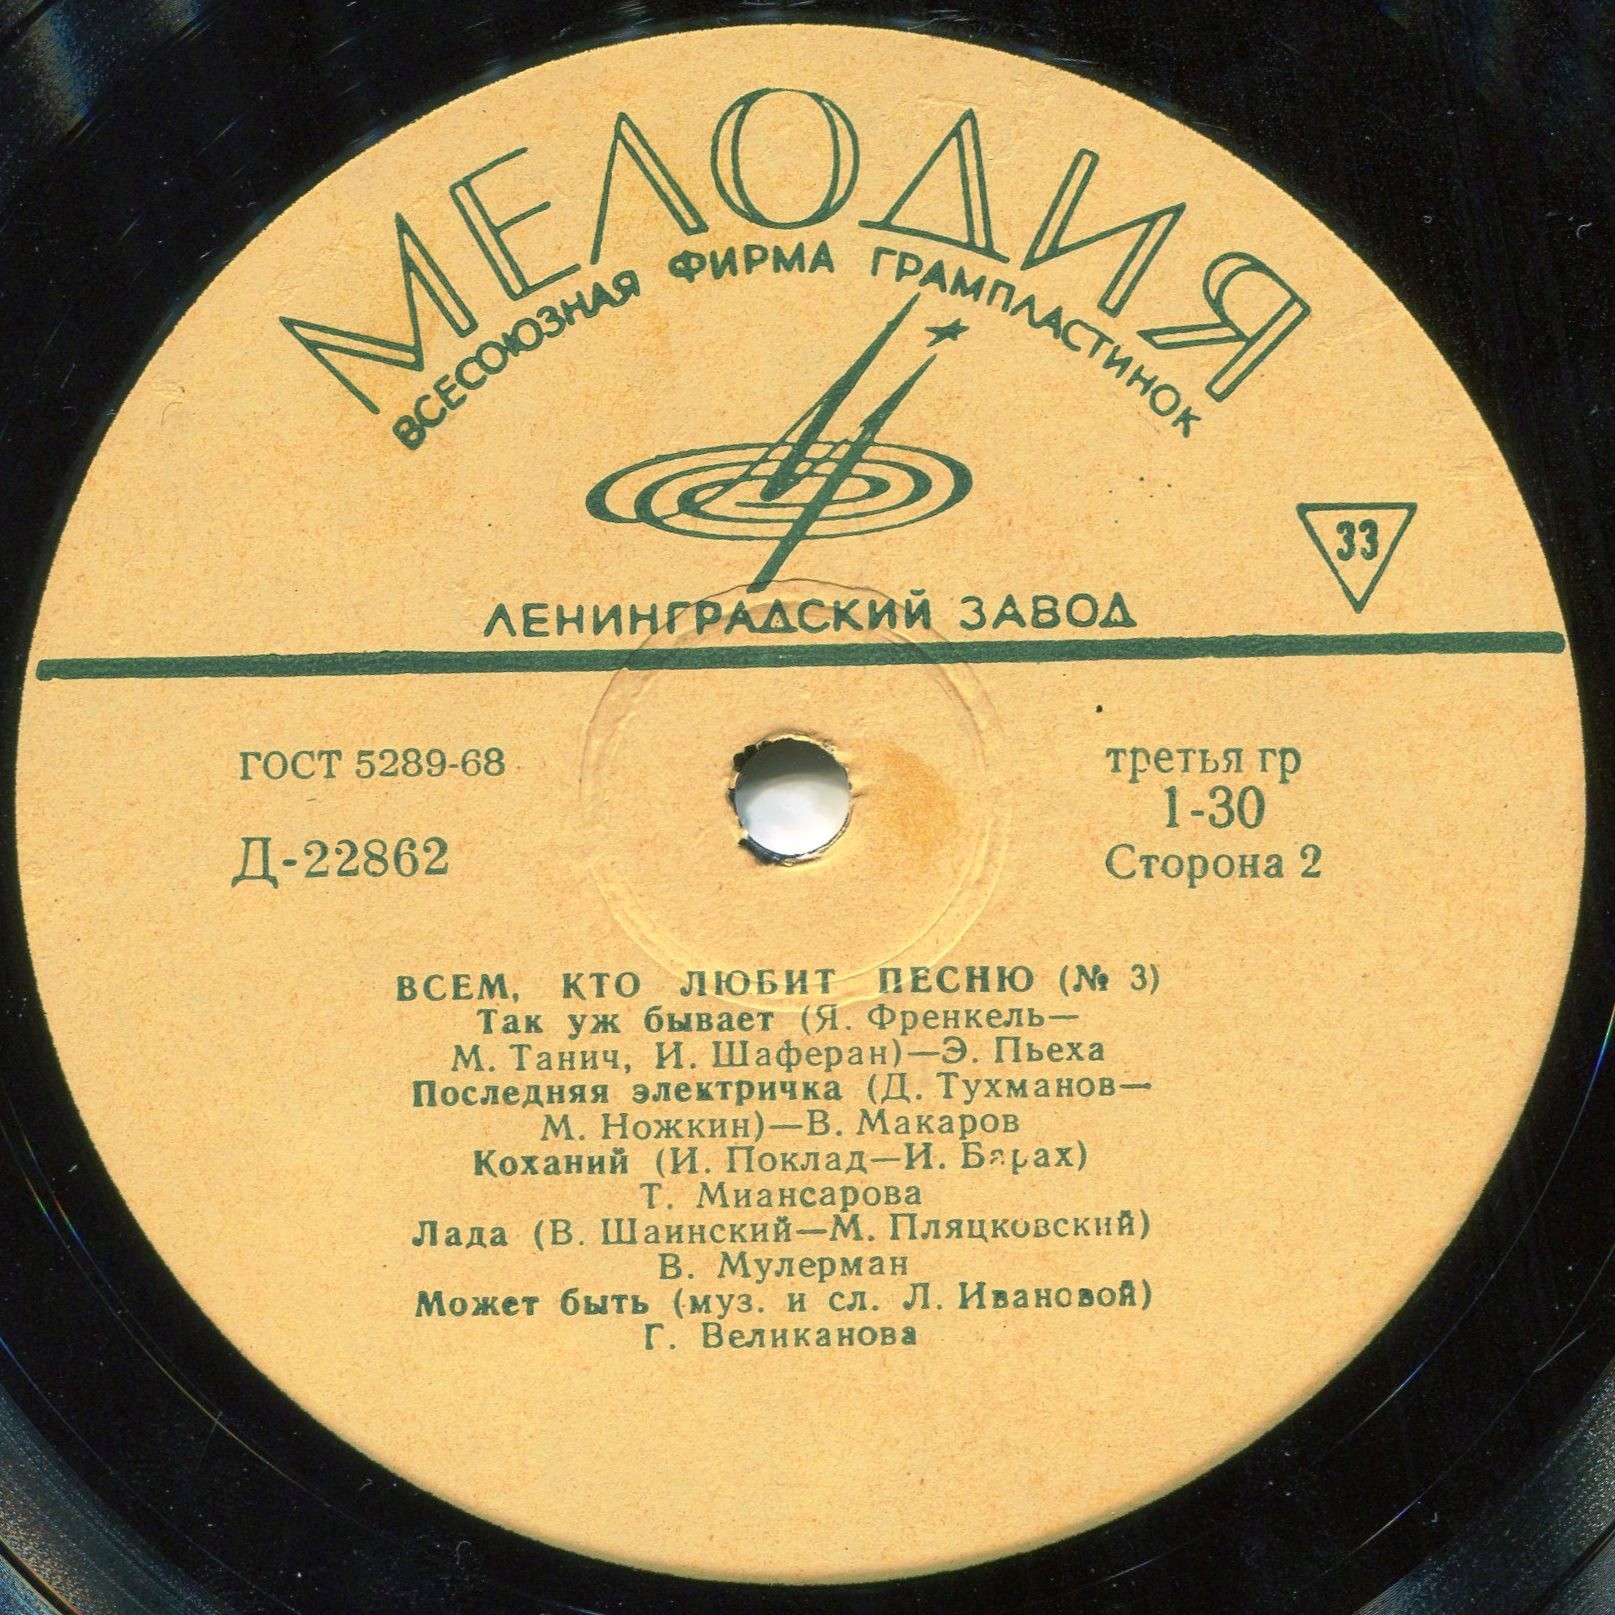 МЕЛОДИЯ
ВСЕСОЮЗНАЯ ФИРМА ГРАМПЛАСТИНОК
33
ЛЕНИНГРАДСКИЙ ЗАВОД
ГОСТ 5289-68
третья гр
1-30
Д-22862
Сторона 2
ВСЕМ, КТО ЛЮБИТ ПЕСНЮ (№ 3)
Так уж бывает (Я. Френкель—
М. Танич, И. Шаферан)—Э. Пьеха
Последняя электричка (Д. Тухманов—
М. Ножкин)—В. Макаров
Коханий (И. Поклад—И. Барах)
Т. Миансарова
Лада (В. Шаинский—М. Пляцковский)
В. Мулерман
Может быть (муз. и сл. Л. Ивановой)
Г. Великанова